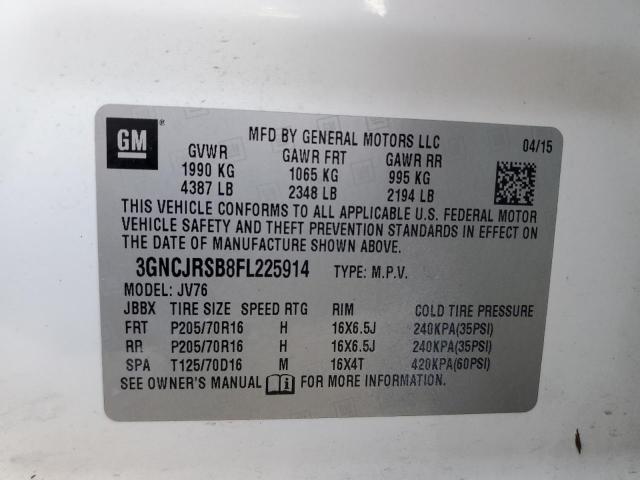 GM ®
MFD BY GENERAL MOTORS LLC 04/15
GVWR GAWR FRT GAWR RR
1990 KG 1065 KG 995 KG
4387 LB 2348 LB 2194 LB
THIS VEHICLE CONFORMS TO ALL APPLICABLE U.S. FEDERAL MOTOR
VEHICLE SAFETY AND THEFT PREVENTION STANDARDS IN EFFECT ON
THE DATE OF MANUFACTURE SHOWN ABOVE.
3GNCJRSB8FL225914 TYPE: M.P.V.
MODEL: JV76
JBBX TIRE SIZE SPEED RTG RIM COLD TIRE PRESSURE
FRT P205/70R16 H 16X6.5J 240KPA(35PSI)
RR P205/70R16 H 16X6.5J 240KPA(35PSI)
SPA T125/70D16 M 16X4T 420KPA(60PSI)
SEE OWNER'S MANUAL FOR MORE INFORMATION.